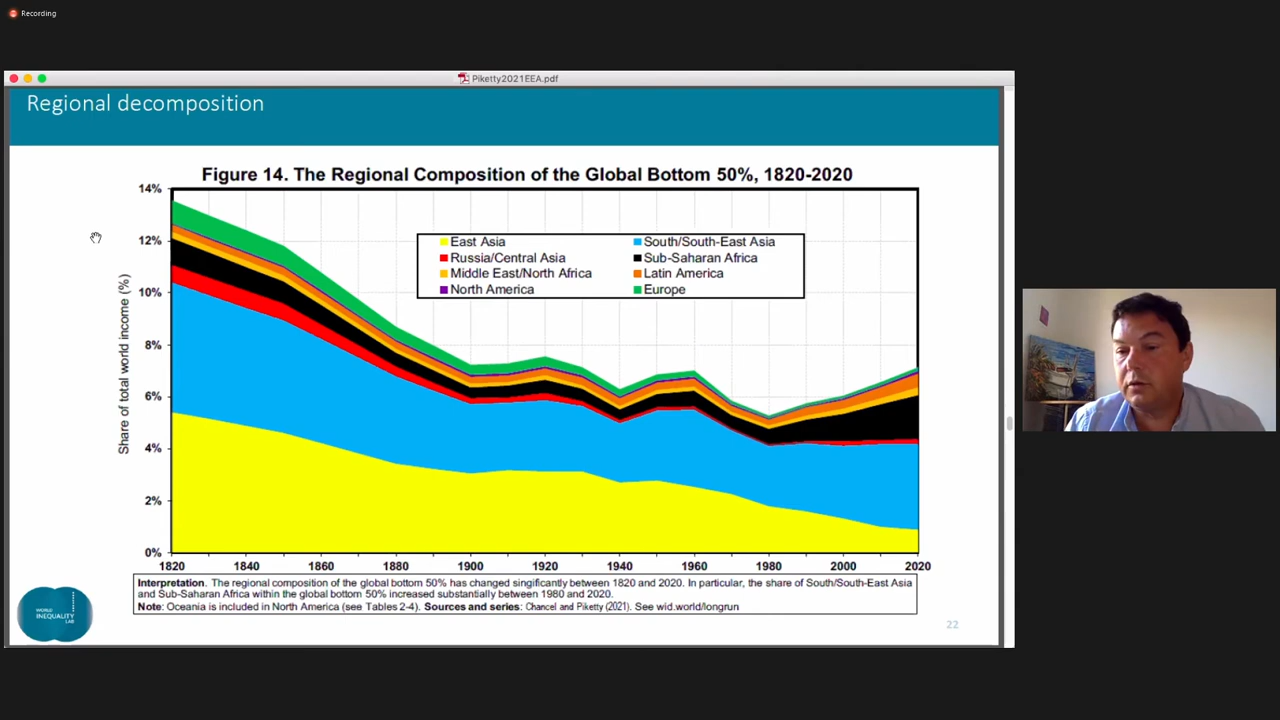 Recording
Piketty2021EEA.pdf
Regional decomposition
Figure 14. The Regional Composition of the Global Bottom 50%, 1820-2020
14%
12%
10%
8%
6%
4%
2%
0%
Share of total world income (%)
East Asia
South/South-East Asia
Russia/Central Asia
Sub-Saharan Africa
Middle East/North Africa
Latin America
North America
Europe
1820 1840 1860 1880 1900 1920 1940 1960 1980 2000 2020
Interpretation. The regional composition of the global bottom 50% has changed singificantly between 1820 and 2020. In particular, the share of South/South-East Asia
and Sub-Saharan Africa within the global bottom 50% increased substantially between 1980 and 2020.
Note: Oceania is included in North America (see Tables 2-4). Sources and series: Chancel and Piketty (2021). See wid.world/longrun
WORLD
INEQUALITY
LAB
22